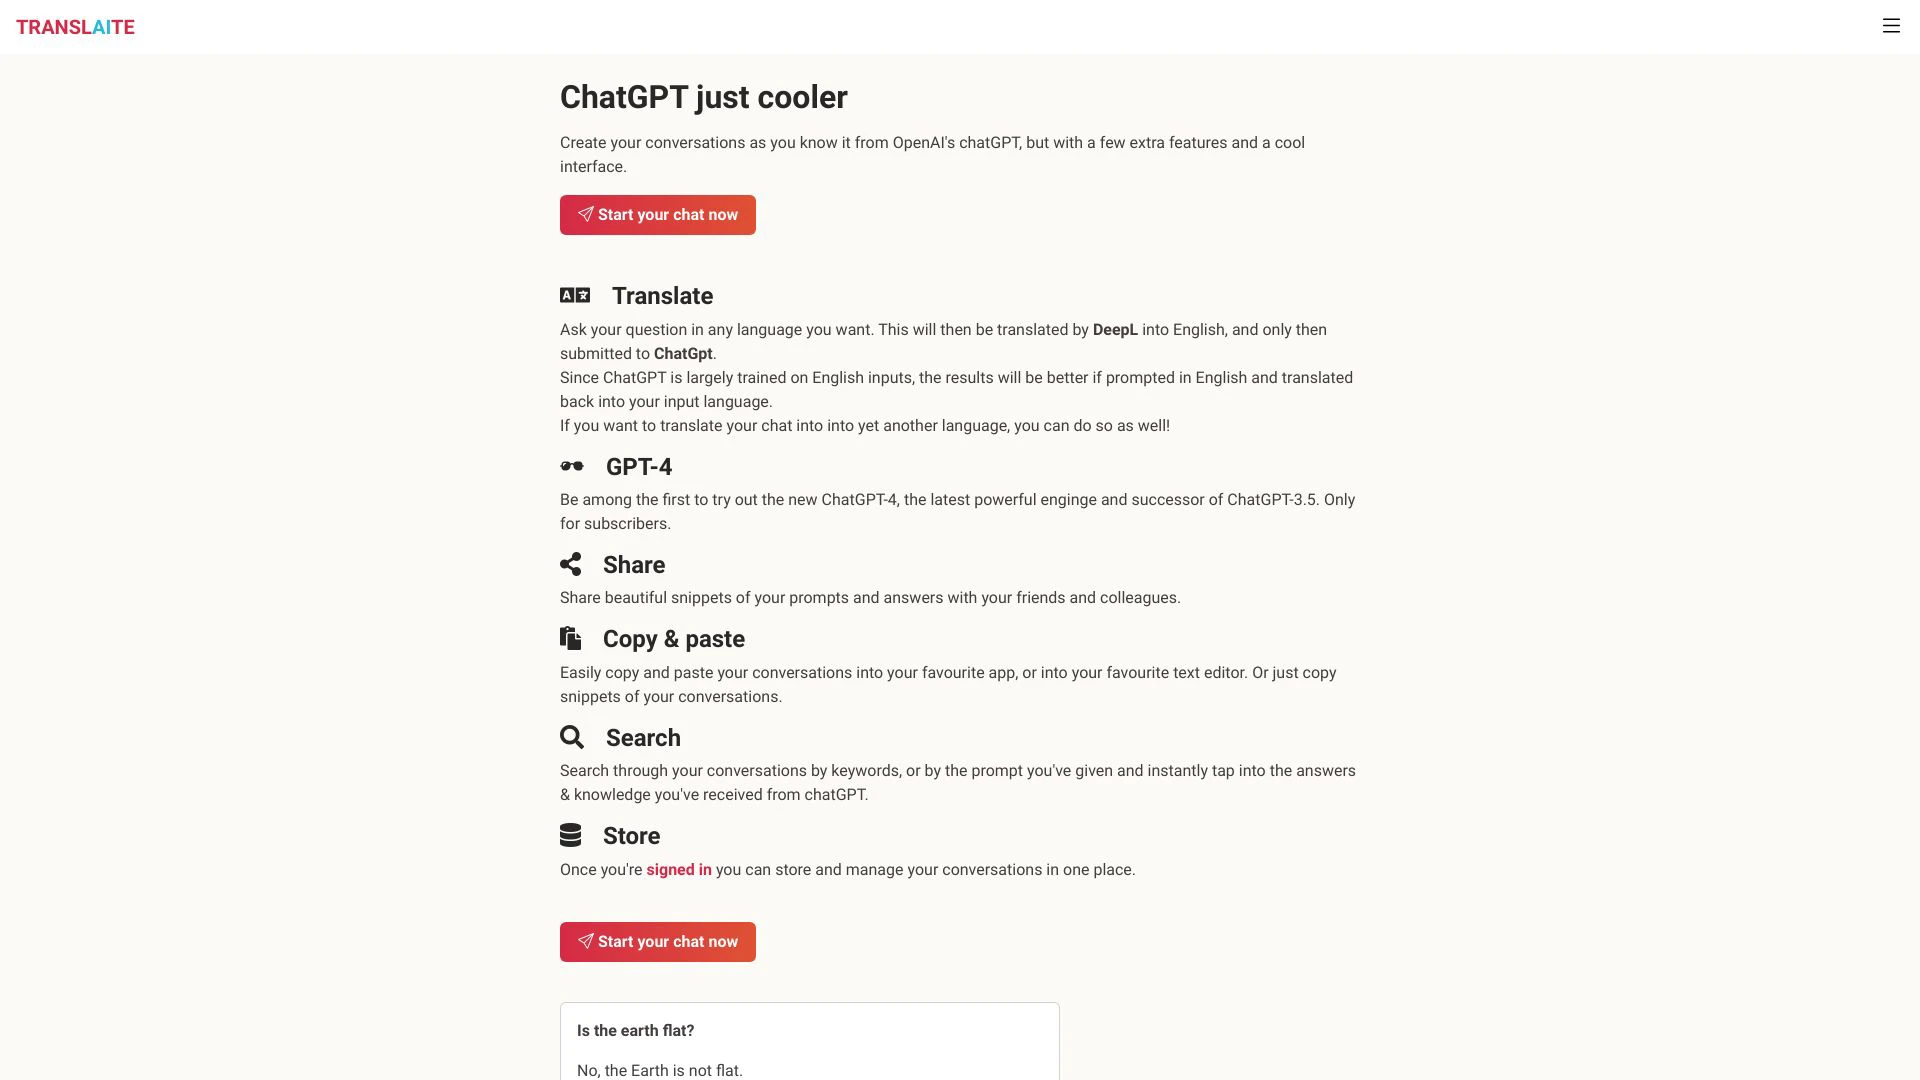 TRANSLAITE
ChatGPT just cooler
Create your conversations as you know it from OpenAI's chatGPT, but with a few extra features and a cool
interface.
Start your chat now
Translate
Ask your question in any language you want. This will then be translated by DeepL into English, and only then
submitted to ChatGpt.
Since ChatGPT is largely trained on English inputs, the results will be better if prompted in English and translated
back into your input language.
If you want to translate your chat into into yet another language, you can do so as well!
GPT-4
Be among the first to try out the new ChatGPT-4, the latest powerful enginge and successor of ChatGPT-3.5. Only
for subscribers.
Share
Share beautiful snippets of your prompts and answers with your friends and colleagues.
Copy & paste
Easily copy and paste your conversations into your favourite app, or into your favourite text editor. Or just copy
snippets of your conversations.
Search
Search through your conversations by keywords, or by the prompt you've given and instantly tap into the answers
& knowledge you've received from chatGPT.
Store
Once you're signed in you can store and manage your conversations in one place.
Start your chat now
Is the earth flat?
No, the Earth is not flat.